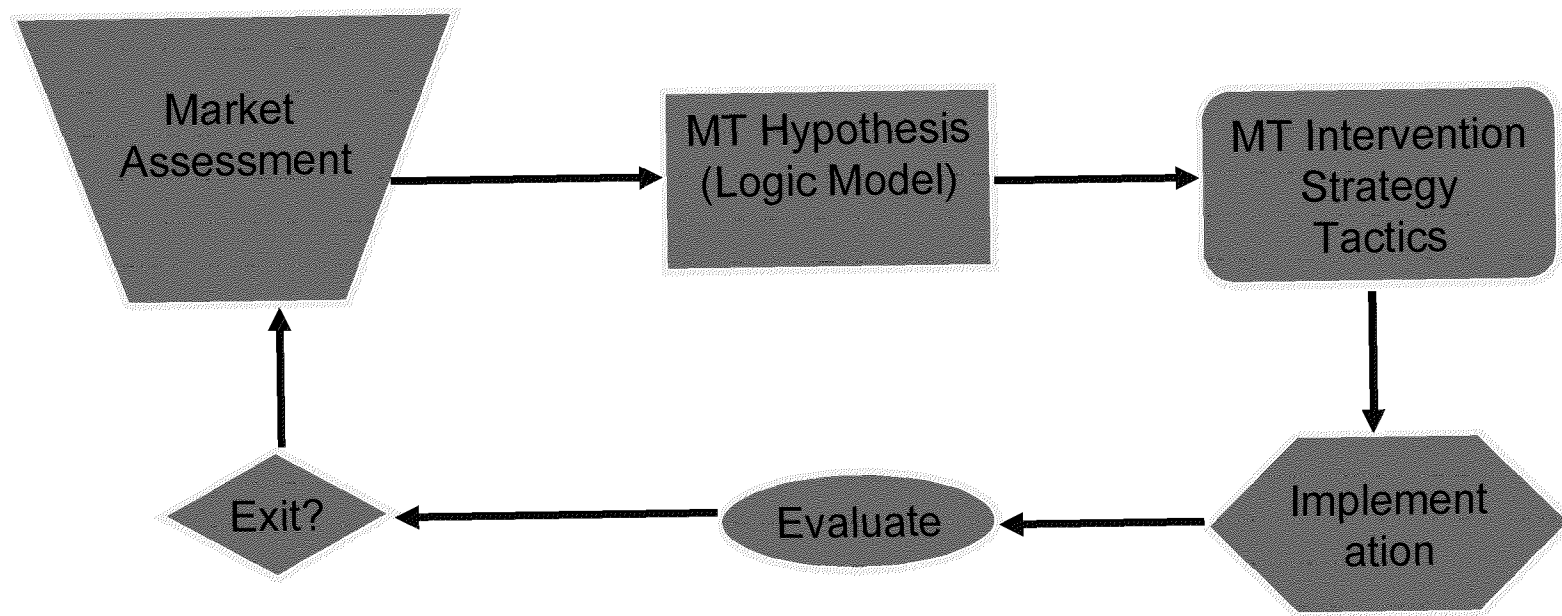 Market
Assessment
MT Hypothesis
(Logic Model)
MT Intervention
Strategy
Tactics
Exit?
Evaluate
Implement
ation